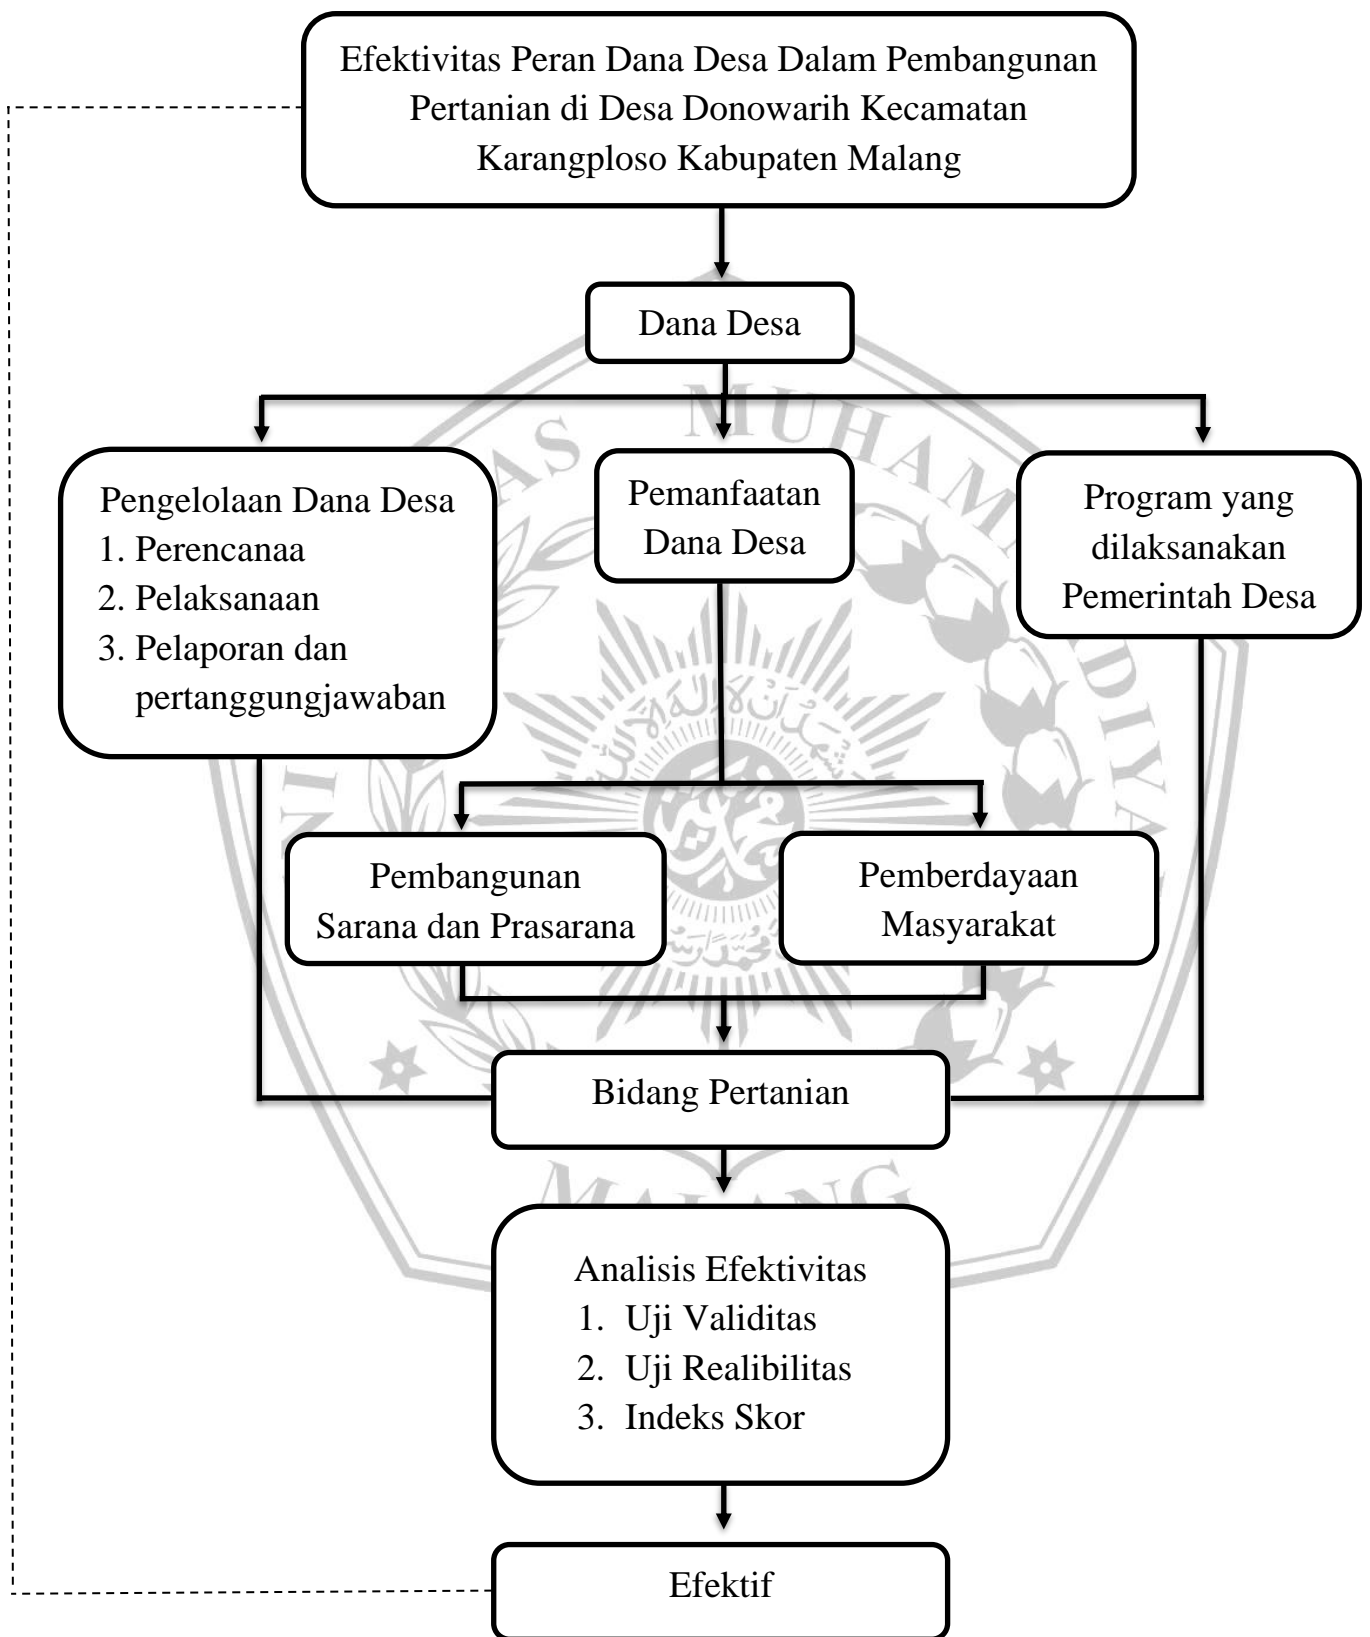 Efektivitas Peran Dana Desa Dalam Pembangunan
Pertanian di Desa Donowarih Kecamatan
Karangploso Kabupaten Malang
Dana Desa
Pengelolaan Dana Desa
1. Perencanaa
2. Pelaksanaan
3. Pelaporan dan
pertanggungjawaban
Pemanfaatan
Dana Desa
Program yang
dilaksanakan
Pemerintah Desa
Pembangunan
Sarana dan Prasarana
Pemberdayaan
Masyarakat
Bidang Pertanian
Analisis Efektivitas
1. Uji Validitas
2. Uji Realibilitas
3. Indeks Skor
Efektif